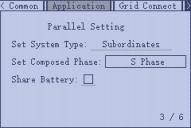 Common Application Grid Connect
Parallel Setting
Set System Type: Subordinates
Set Composed Phase: S Phase
Share Battery:
3 / 6